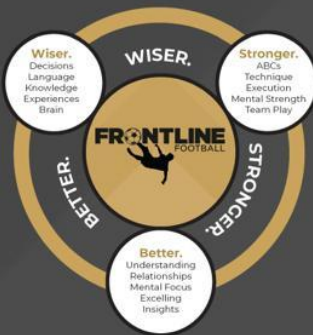 Wiser.
Decisions
Language
Knowledge
Experiences
Brain
WISER.
Stronger.
ABCs
Technique
Execution
Mental Strength
Team Play
FRONTLINE
FOOTBALL
BETTER.
STRONGER.
Better.
Understanding
Relationships
Mental Focus
Excelling
Insights